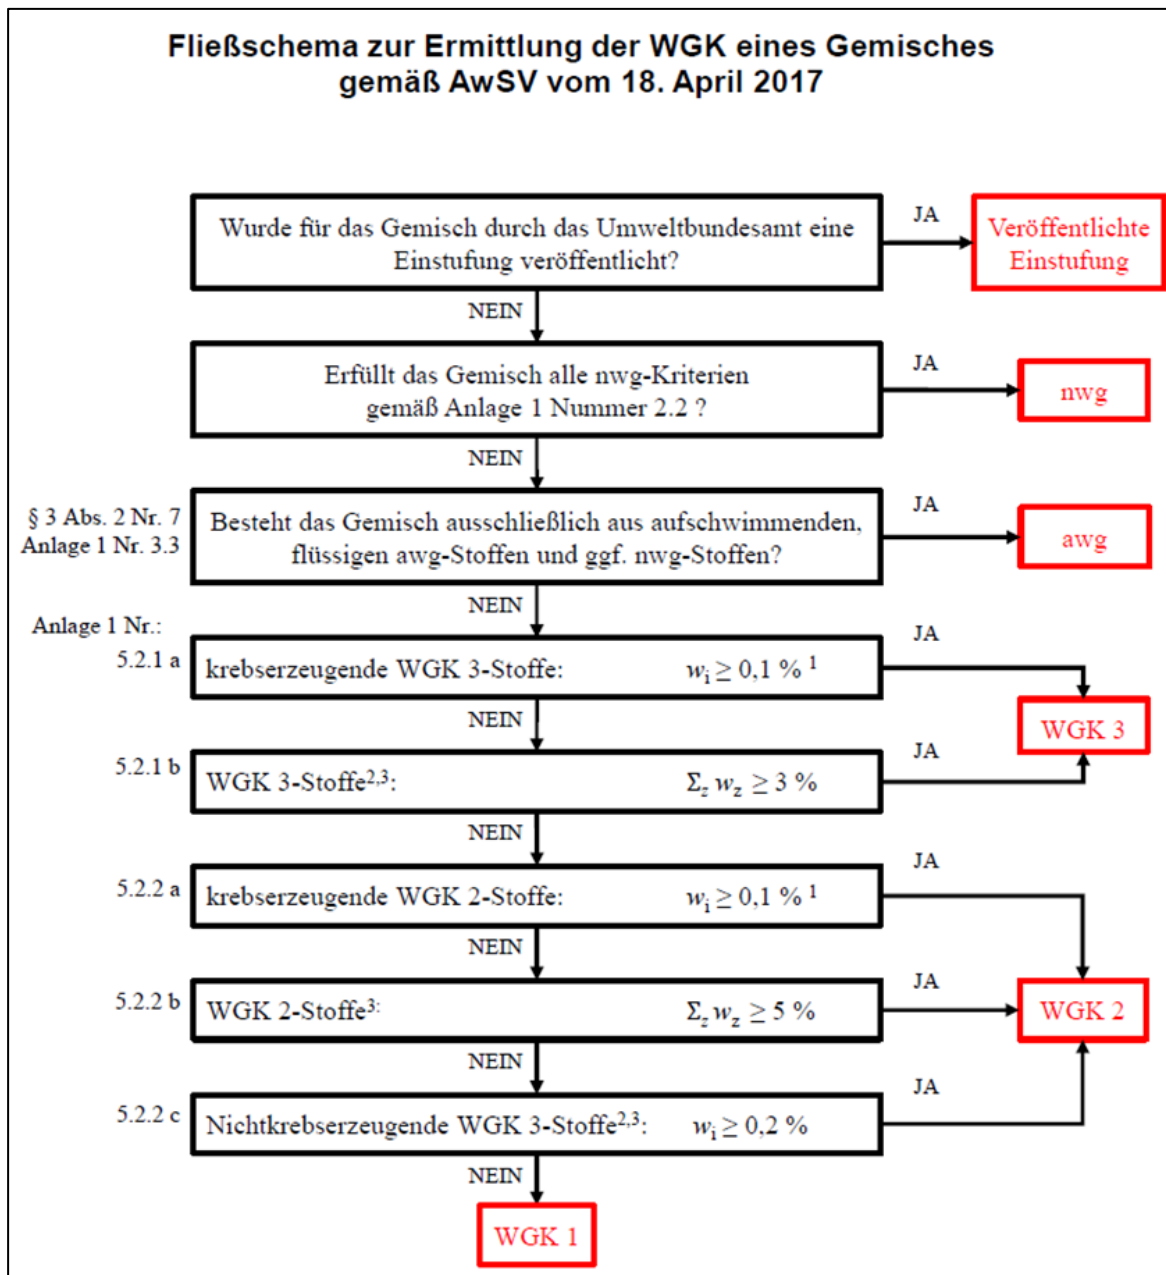 Fließschema zur Ermittlung der WGK eines Gemisches
gemäß AwSV vom 18. April 2017
Wurde für das Gemisch durch das Umweltbundesamt eine
Einstufung veröffentlicht?
JA
Veröffentlichte
Einstufung
NEIN
Erfüllt das Gemisch alle nwg-Kriterien
gemäß Anlage 1 Nummer 2.2 ?
JA
nwg
NEIN
§ 3 Abs. 2 Nr. 7
Anlage 1 Nr. 3.3
Besteht das Gemisch ausschließlich aus aufschwimmenden,
flüssigen awg-Stoffen und ggf. nwg-Stoffen?
JA
awg
NEIN
Anlage 1 Nr.:
5.2.1 a
krebserzeugende WGK 3-Stoffe: wᵢ ≥ 0,1 % ¹
JA
NEIN
WGK 3
5.2.1 b
WGK 3-Stoffe²,³: Σz wz ≥ 3 %
JA
NEIN
5.2.2 a
krebserzeugende WGK 2-Stoffe: wᵢ ≥ 0,1 % ¹
JA
NEIN
5.2.2 b
WGK 2-Stoffe³: Σz wz ≥ 5 %
JA
WGK 2
NEIN
5.2.2 c
Nichtkrebserzeugende WGK 3-Stoffe²,³: wᵢ ≥ 0,2 %
JA
NEIN
WGK 1